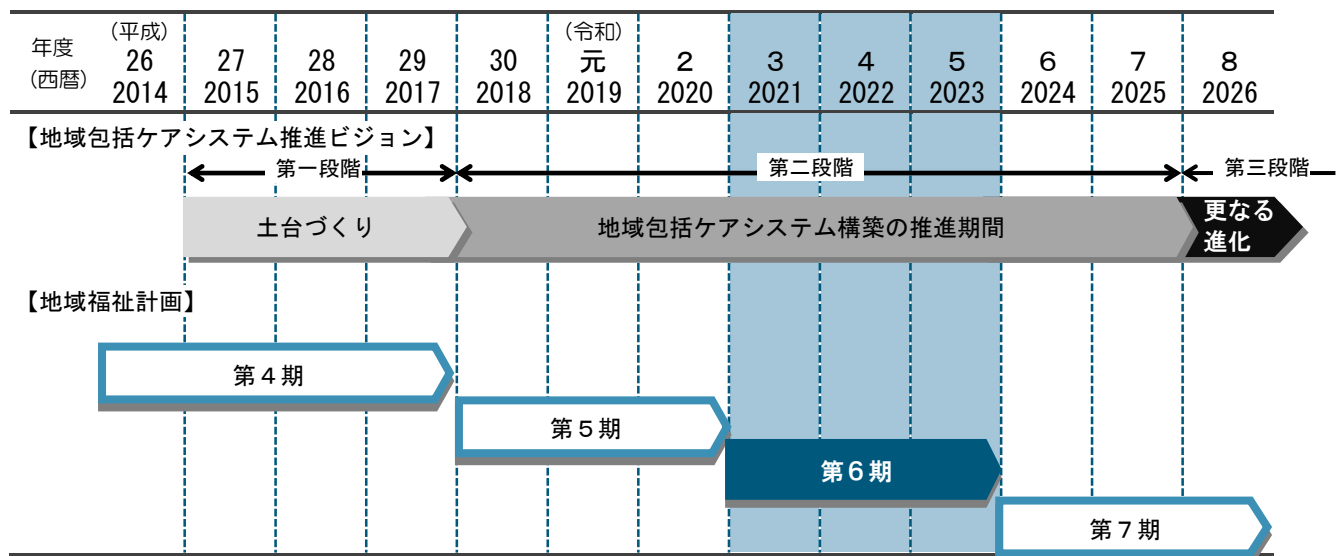 年度
(西暦)
(平成)
26
2014
27
2015
28
2016
29
2017
30
2018
(令和)
元
2019
2
2020
3
2021
4
2022
5
2023
6
2024
7
2025
8
2026
【地域包括ケアシステム推進ビジョン】
第一段階
第二段階
第三段階
土台づくり
地域包括ケアシステム構築の推進期間
更なる
進化
【地域福祉計画】
第4期
第5期
第6期
第7期